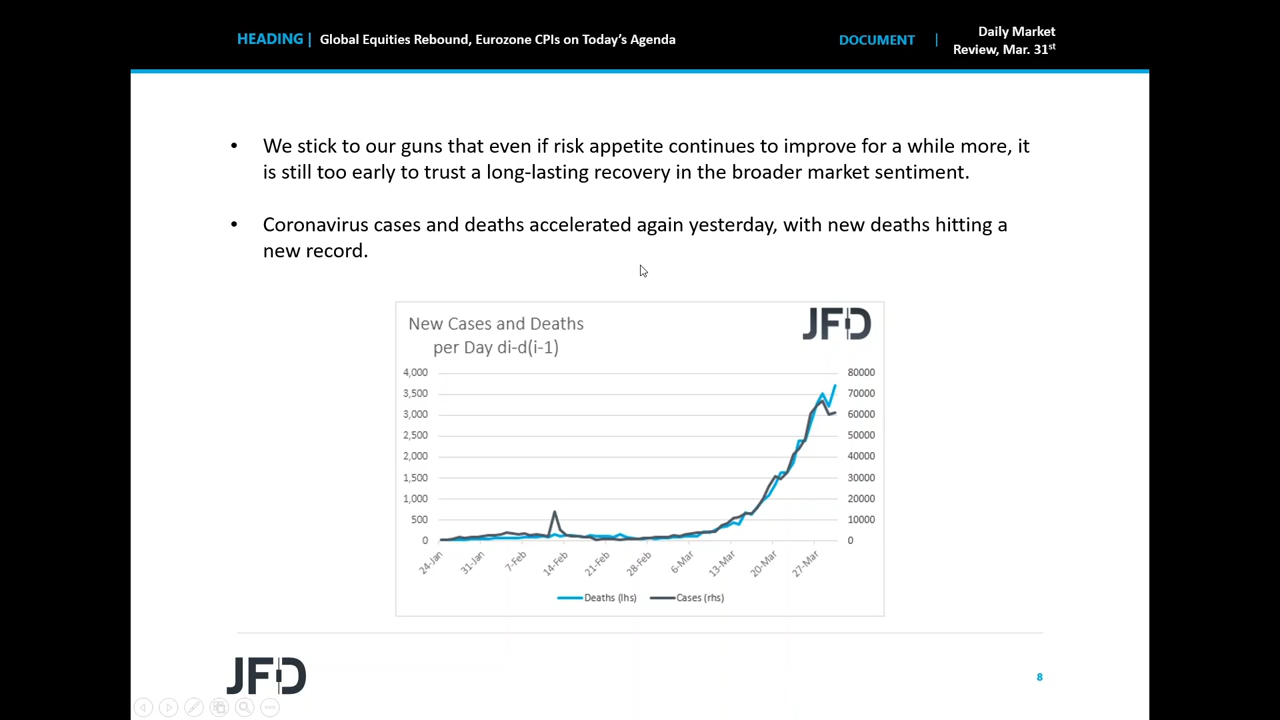 HEADING | Global Equities Rebound, Eurozone CPIs on Today's Agenda
DOCUMENT | Daily Market
Review, Mar. 31st
• We stick to our guns that even if risk appetite continues to improve for a while more, it
is still too early to trust a long-lasting recovery in the broader market sentiment.
• Coronavirus cases and deaths accelerated again yesterday, with new deaths hitting a
new record.
New Cases and Deaths
per Day di-d(i-1)
JFD
4,000 80000
3,500 70000
3,000 60000
2,500 50000
2,000 40000
1,500 30000
1,000 20000
500 10000
0 0
24-Jan 31-Jan 7-Feb 14-Feb 21-Feb 28-Feb 6-Mar 13-Mar 20-Mar 27-Mar
Deaths (lhs) Cases (rhs)
JFD
8